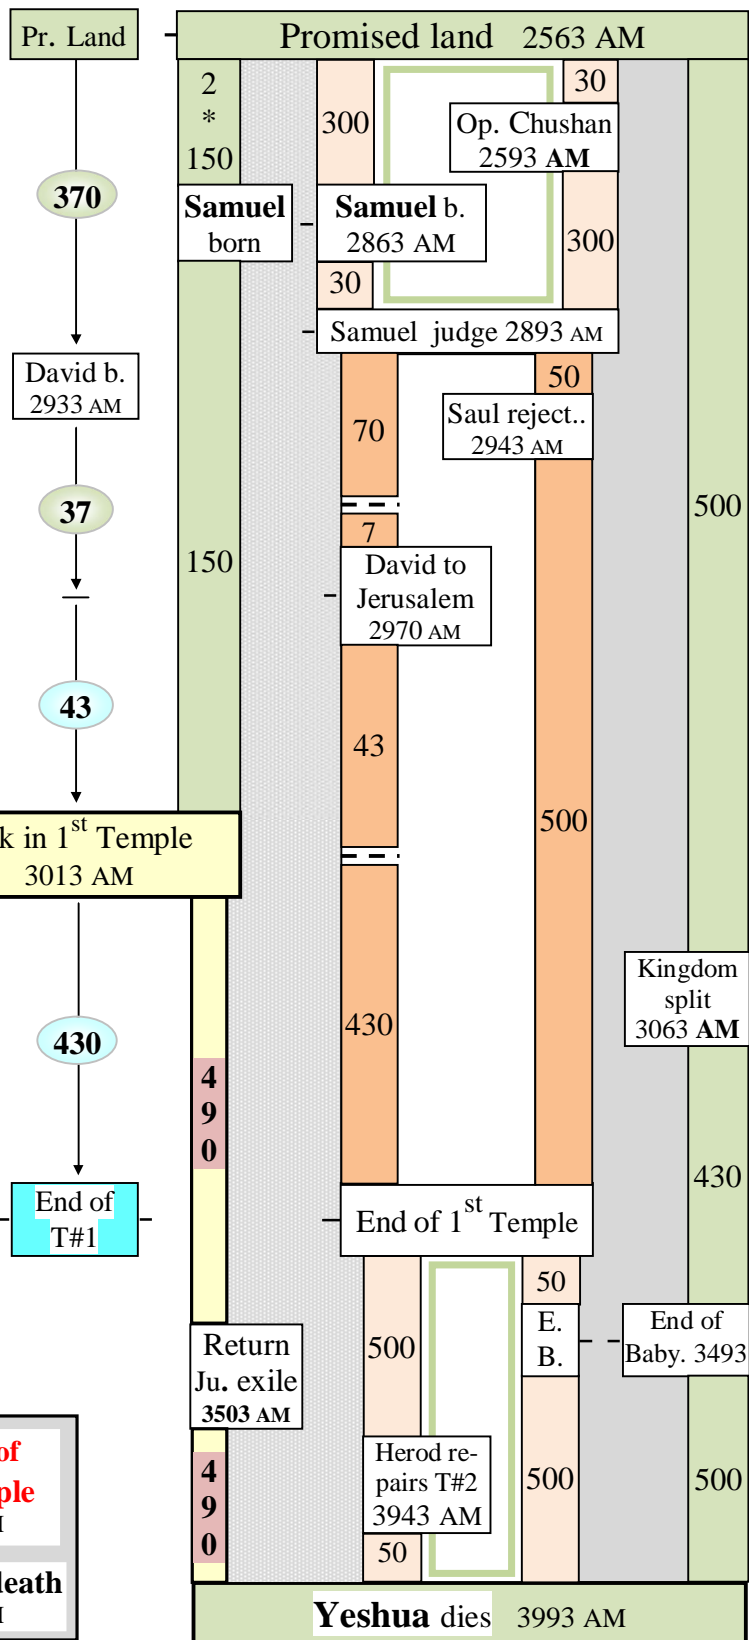 Pr. Land
Promised land 2563 AM
370
David b.
2933 AM
37
43
k in 1st Temple
3013 AM
430
End of
T#1
of
ple
death
2
*
150
Samuel
born
150
4
9
0
Return
Ju. exile
3503 AM
4
9
0
300
Samuel b.
2863 AM
30
30
Op. Chushan
2593 AM
300
Samuel judge 2893 AM
70
7
David to
Jerusalem
2970 AM
43
430
50
Saul reject..
2943 AM
500
End of 1st Temple
500
Herod re-
pairs T#2
3943 AM
50
50
E.
B.
500
500
Kingdom
split
3063 AM
430
End of
Baby. 3493
500
Yeshua dies 3993 AM